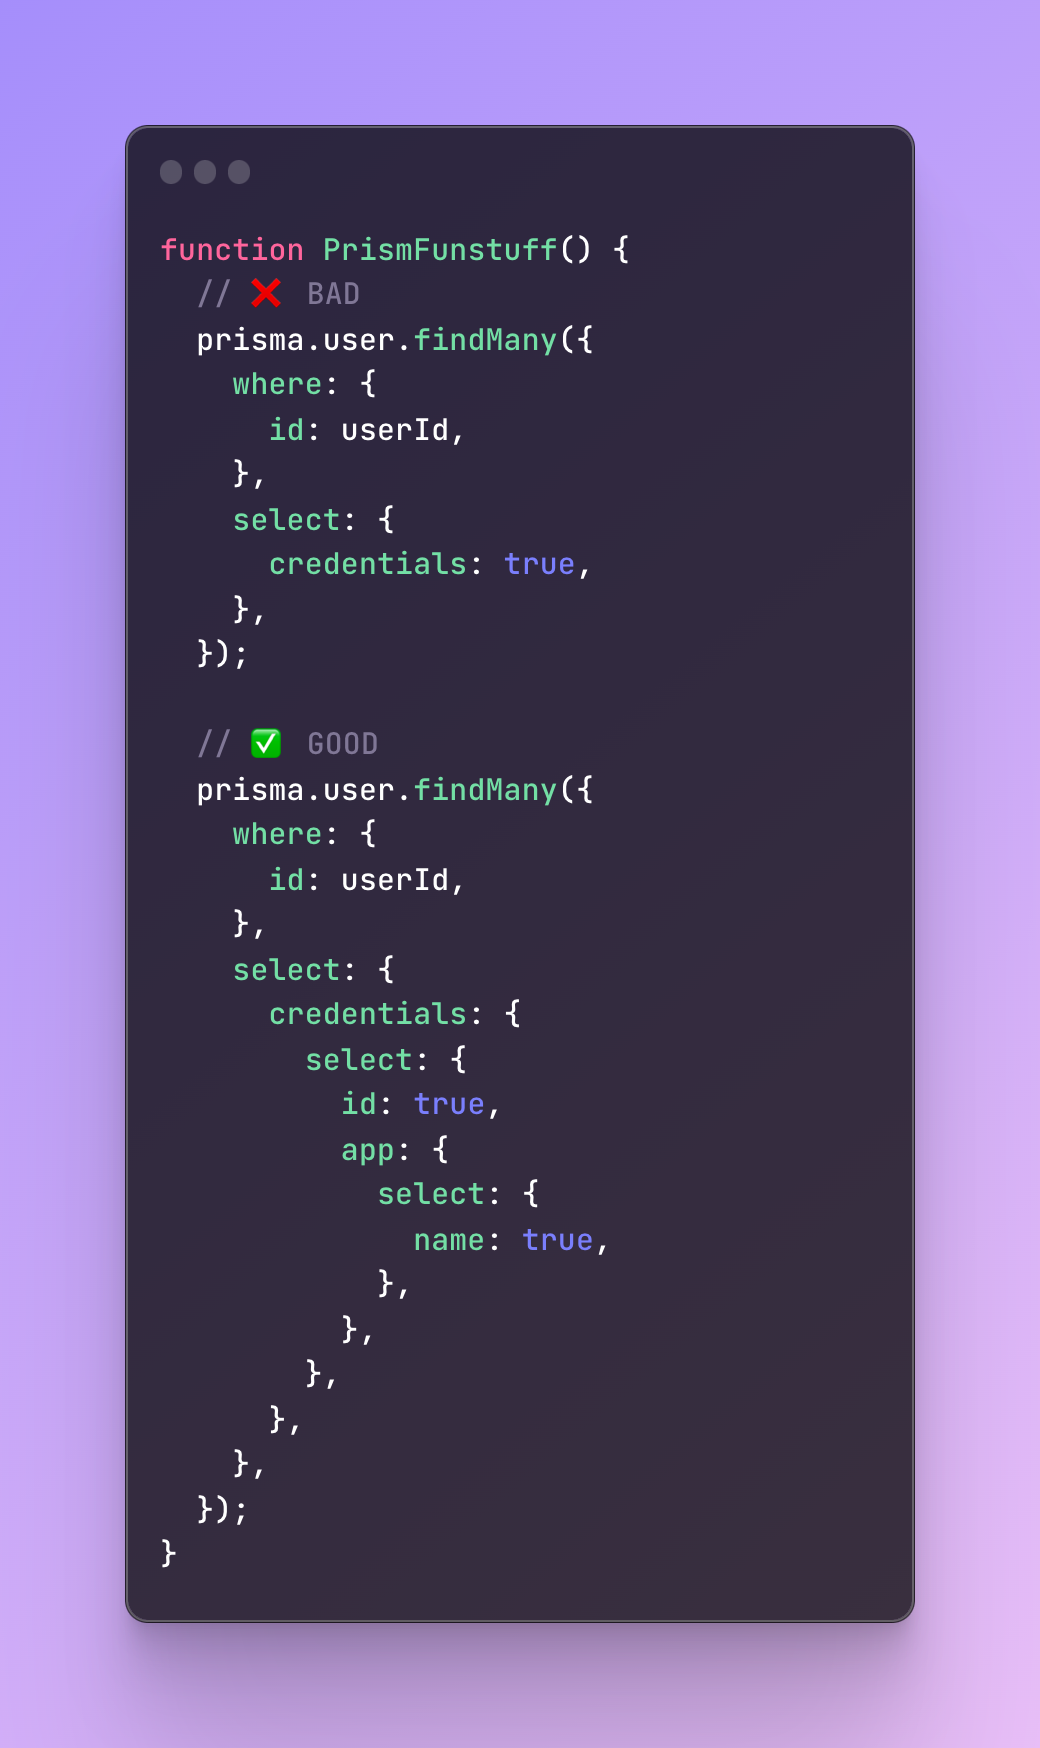 function PrismFunstuff() {
  // ❌ BAD
  prisma.user.findMany({
    where: {
      id: userId,
    },
    select: {
      credentials: true,
    },
  });

  // ✅ GOOD
  prisma.user.findMany({
    where: {
      id: userId,
    },
    select: {
      credentials: {
        select: {
          id: true,
          app: {
            select: {
              name: true,
            },
          },
        },
      },
    },
  });
}